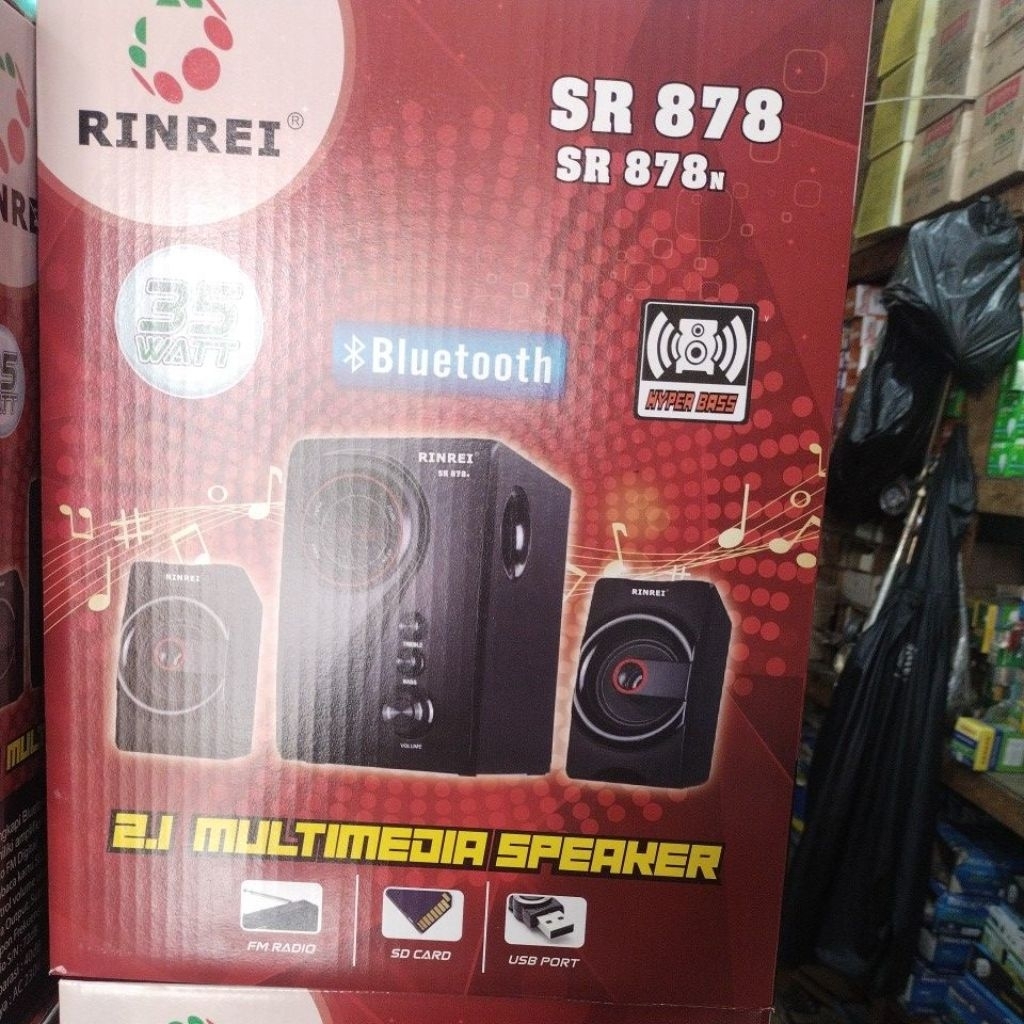 RINREI®
SR 878
SR 878N
35
WATT
Bluetooth
HYPER BASS
RINREI
SR 878N
RINREI
RINREI
BASS
VOLUME
2.1 MULTIMEDIA SPEAKER
FM RADIO
SD CARD
USB PORT